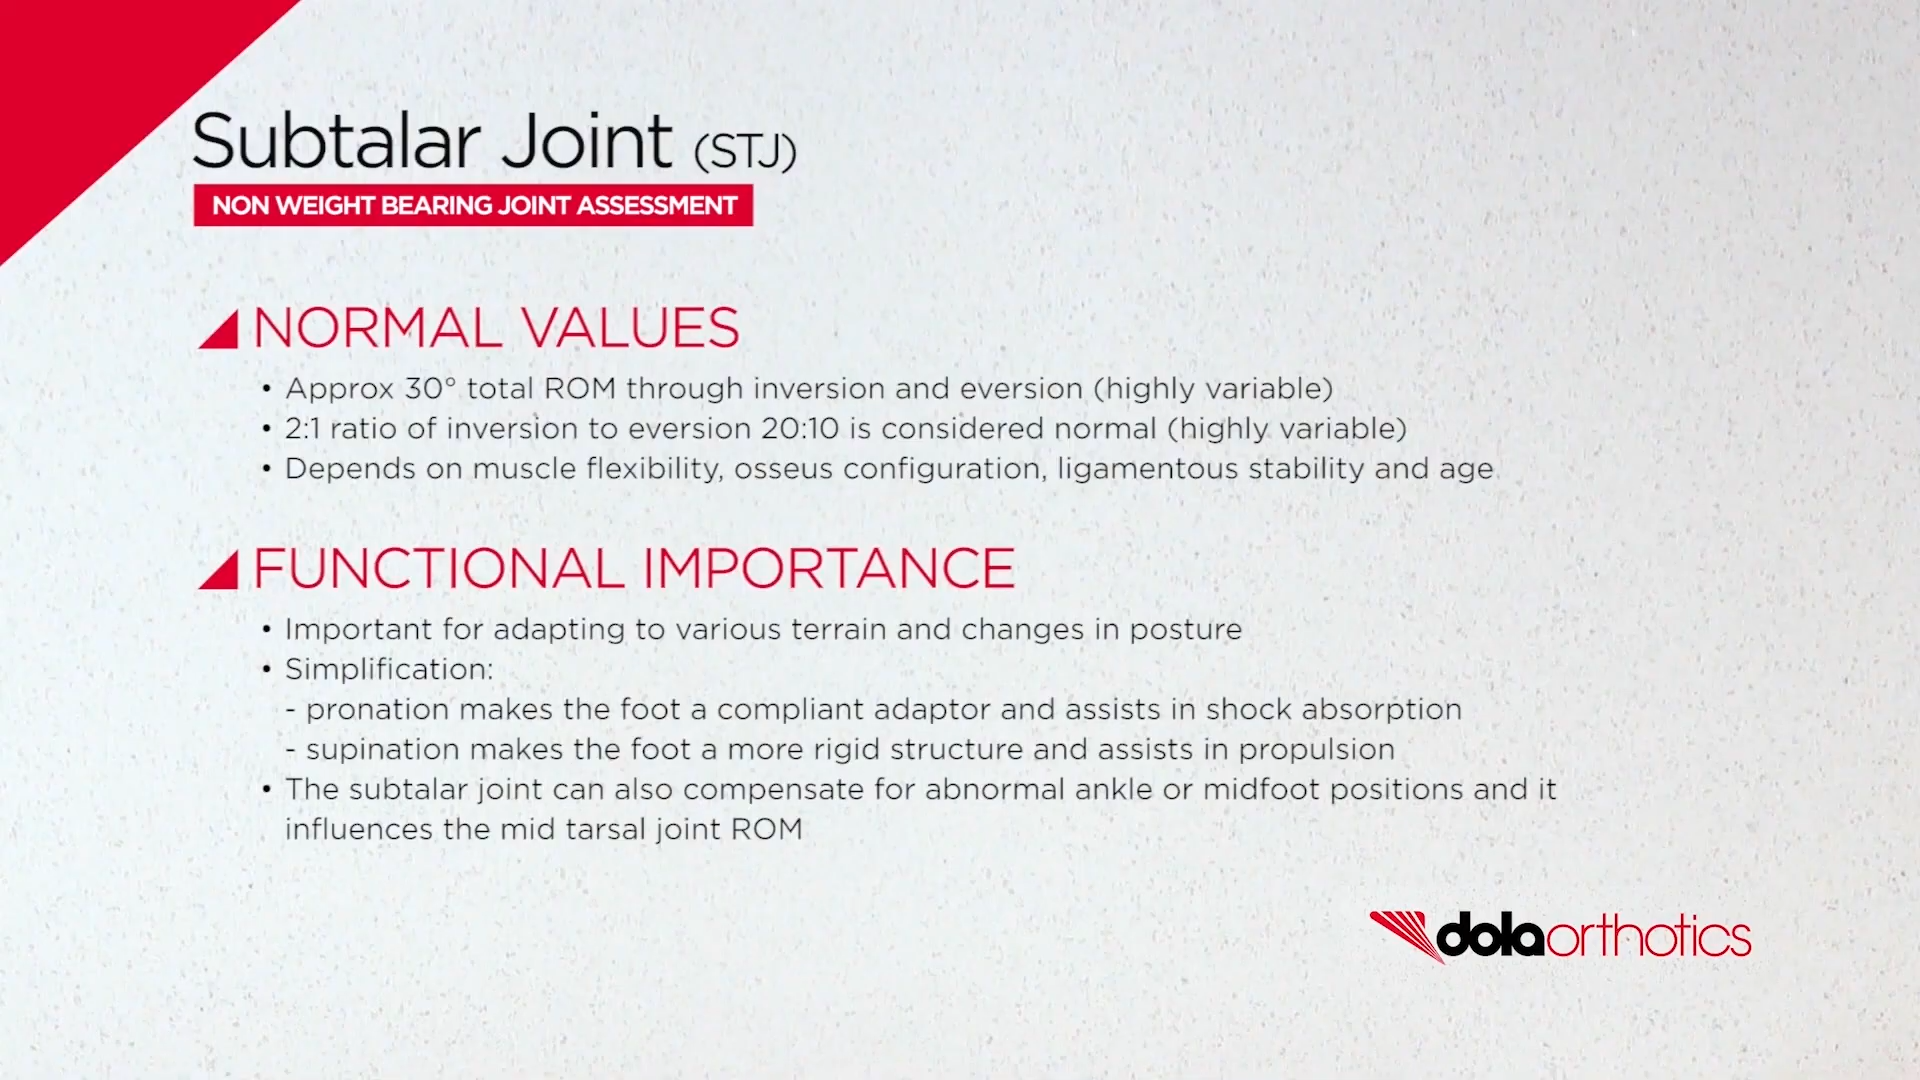 Subtalar Joint (STJ)
NON WEIGHT BEARING JOINT ASSESSMENT
NORMAL VALUES
• Approx 30° total ROM through inversion and eversion (highly variable)
• 2:1 ratio of inversion to eversion 20:10 is considered normal (highly variable)
• Depends on muscle flexibility, osseus configuration, ligamentous stability and age
FUNCTIONAL IMPORTANCE
• Important for adapting to various terrain and changes in posture
• Simplification:
- pronation makes the foot a compliant adaptor and assists in shock absorption
- supination makes the foot a more rigid structure and assists in propulsion
• The subtalar joint can also compensate for abnormal ankle or midfoot positions and it
influences the mid tarsal joint ROM
dolaorthotics